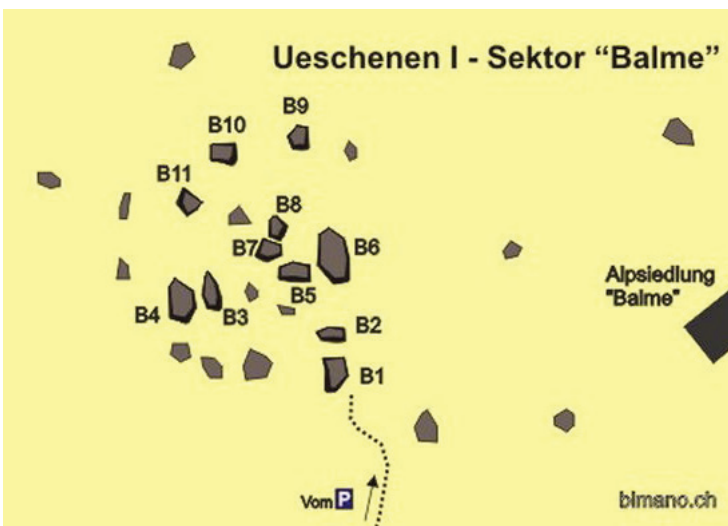 Ueschenen I - Sektor “Balme”
B9
B10
B11
B8
B7
B6
B5
B4
B3
B2
B1
Alpsiedlung
"Balme"
Vom P
bimano.ch